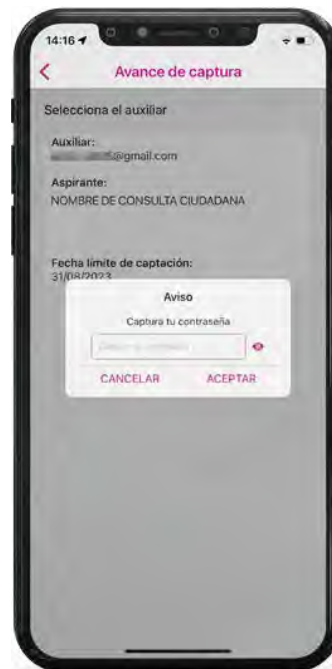 14:16
Avance de captura
Selecciona el auxiliar
Auxiliar:
@gmail.com
Aspirante:
NOMBRE DE CONSULTA CIUDADANA
Fecha límite de captación:
31/08/2023
Aviso
Captura tu contraseña
CANCELAR
ACEPTAR